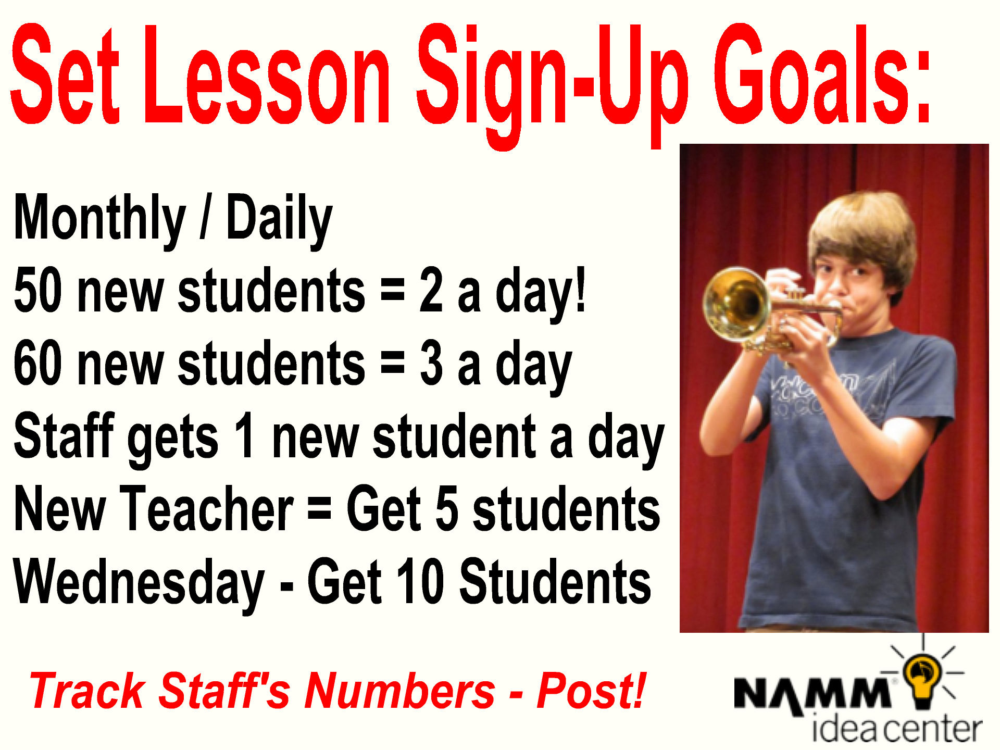 Set Lesson Sign-Up Goals:
Monthly / Daily
50 new students = 2 a day!
60 new students = 3 a day
Staff gets 1 new student a day
New Teacher = Get 5 students
Wednesday - Get 10 Students
Track Staff's Numbers - Post!
NAMM®
idea center